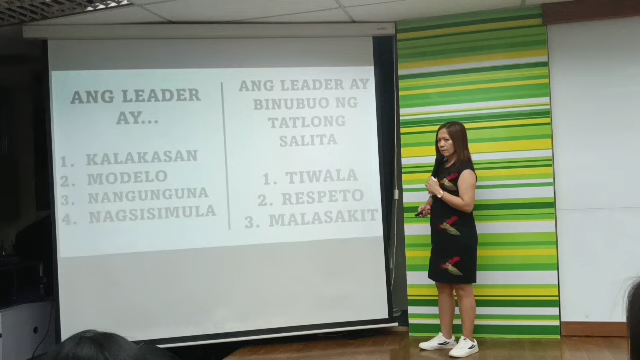 ANG LEADER
AY...
1. KALAKASAN
2. MODELO
3. NANGUNGUNA
4. NAGSISIMULA
ANG LEADER AY
BINUBUO NG
TATLONG
SALITA
1. TIWALA
2. RESPETO
3. MALASAKIT